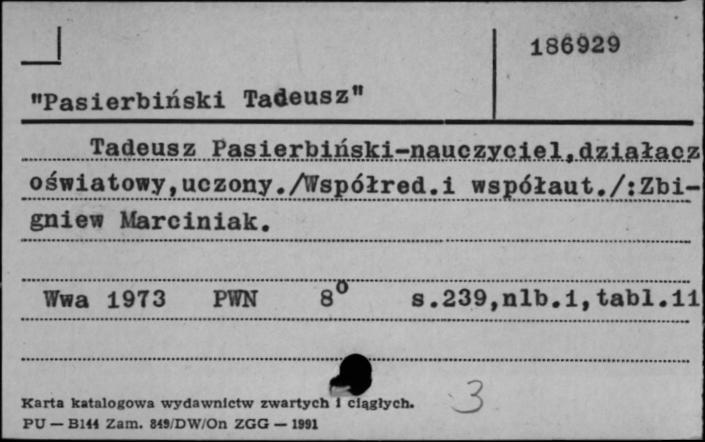 186929
"Pasierbiński Tadeusz"
Tadeusz Pasierbiński-nauczyciel,działacz
oświatowy,uczony./Współred.i współaut./:Zbi-
gniew Marciniak.
Wwa 1973 PWN 8° s.239,nlb.1,tabl.11
3
Karta katalogowa wydawnictw zwartych i ciągłych.
PU — B144 Zam. 849/DW/On ZGG — 1991